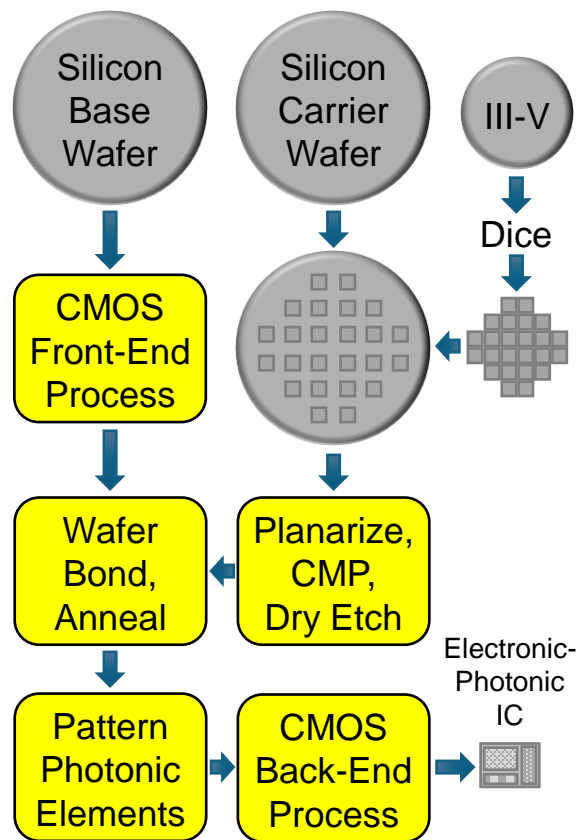 Silicon
Base
Wafer
Silicon
Carrier
Wafer
III-V
Dice
CMOS
Front-End
Process
Wafer
Bond,
Anneal
Planarize,
CMP,
Dry Etch
Pattern
Photonic
Elements
CMOS
Back-End
Process
Electronic-
Photonic
IC